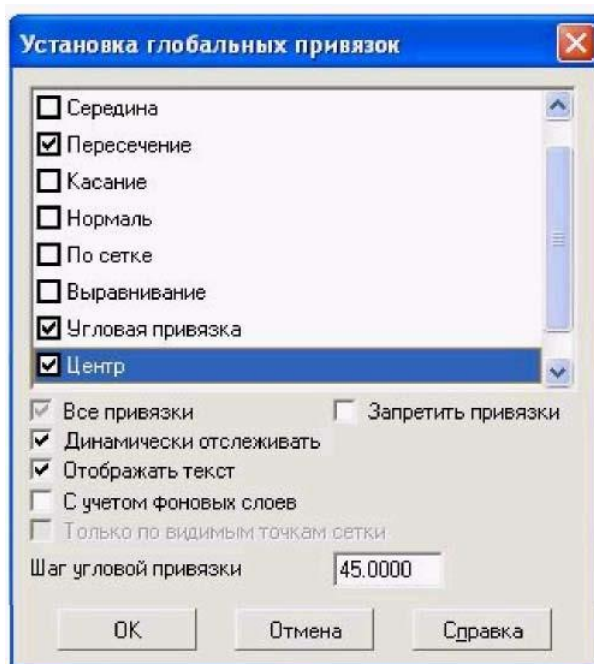 Установка глобальных привязок
Середина
Пересечение
Касание
Нормаль
По сетке
Выравнивание
Угловая привязка
Центр
Все привязки Запретить привязки
Динамически отслеживать
Отображать текст
С учетом фоновых слоев
Только по видимым точкам сетки
Шаг угловой привязки 45.0000
OK Отмена Справка